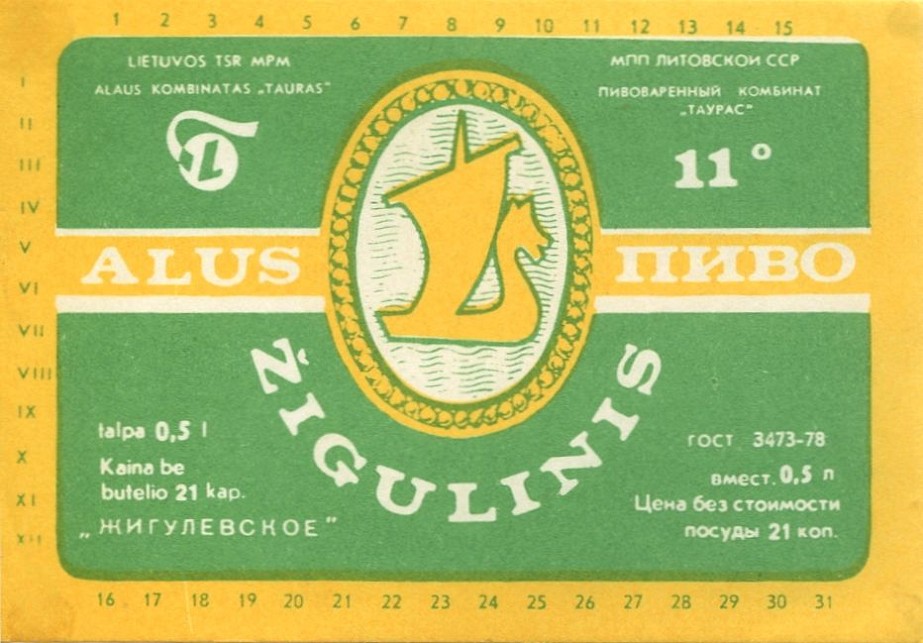 1 2 3 4 5 6 7 8 9 10 11 12 13 14 15
I
II
III
IV
V
VI
VII
VIII
IX
X
XI
XII
LIETUVOS TSR MPM
ALAUS KOMBINATAS „TAURAS"
МПП ЛИТОВСКОЙ ССР
ПИВОВАРЕННЫЙ КОМБИНАТ
„ТАУРАС"
11°
ALUS
ПИВО
ŽIGULINIS
talpa 0,5 l
Kaina be
butelio 21 kap.
„ЖИГУЛЕВСКОЕ"
ГОСТ 3473-78
вмест. 0,5 л
Цена без стоимости
посуды 21 коп.
16 17 18 19 20 21 22 23 24 25 26 27 28 29 30 31